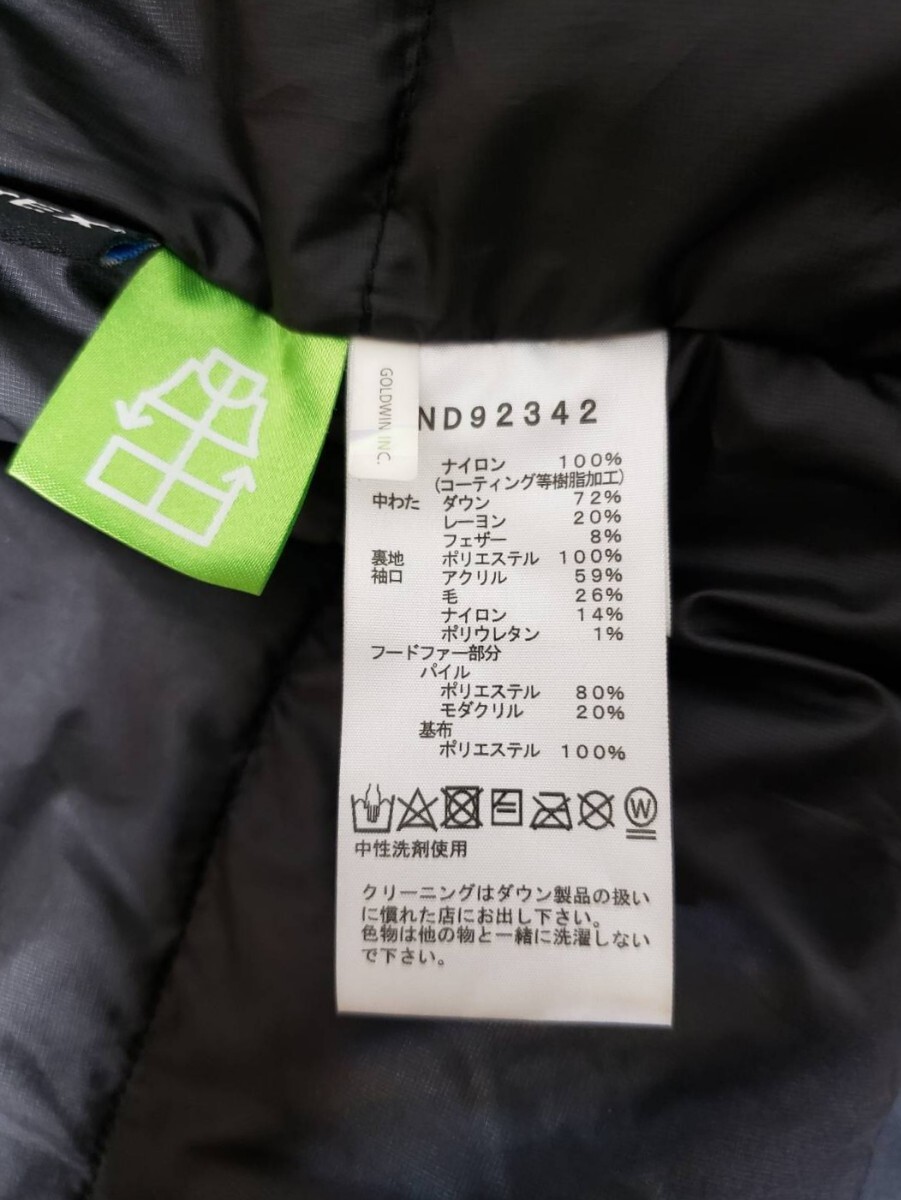 TEX
GOLDWIN INC.
ND92342
ナイロン 100%
(コーティング等樹脂加工)
中わた ダウン 72%
レーヨン 20%
フェザー 8%
裏地 ポリエステル 100%
袖口 アクリル 59%
毛 26%
ナイロン 14%
ポリウレタン 1%
フードファー部分
パイル
ポリエステル 80%
モダクリル 20%
基布
ポリエステル 100%
W
中性洗剤使用
クリーニングはダウン製品の扱い
に慣れた店にお出し下さい。
色物は他の物と一緒に洗濯しない
で下さい。